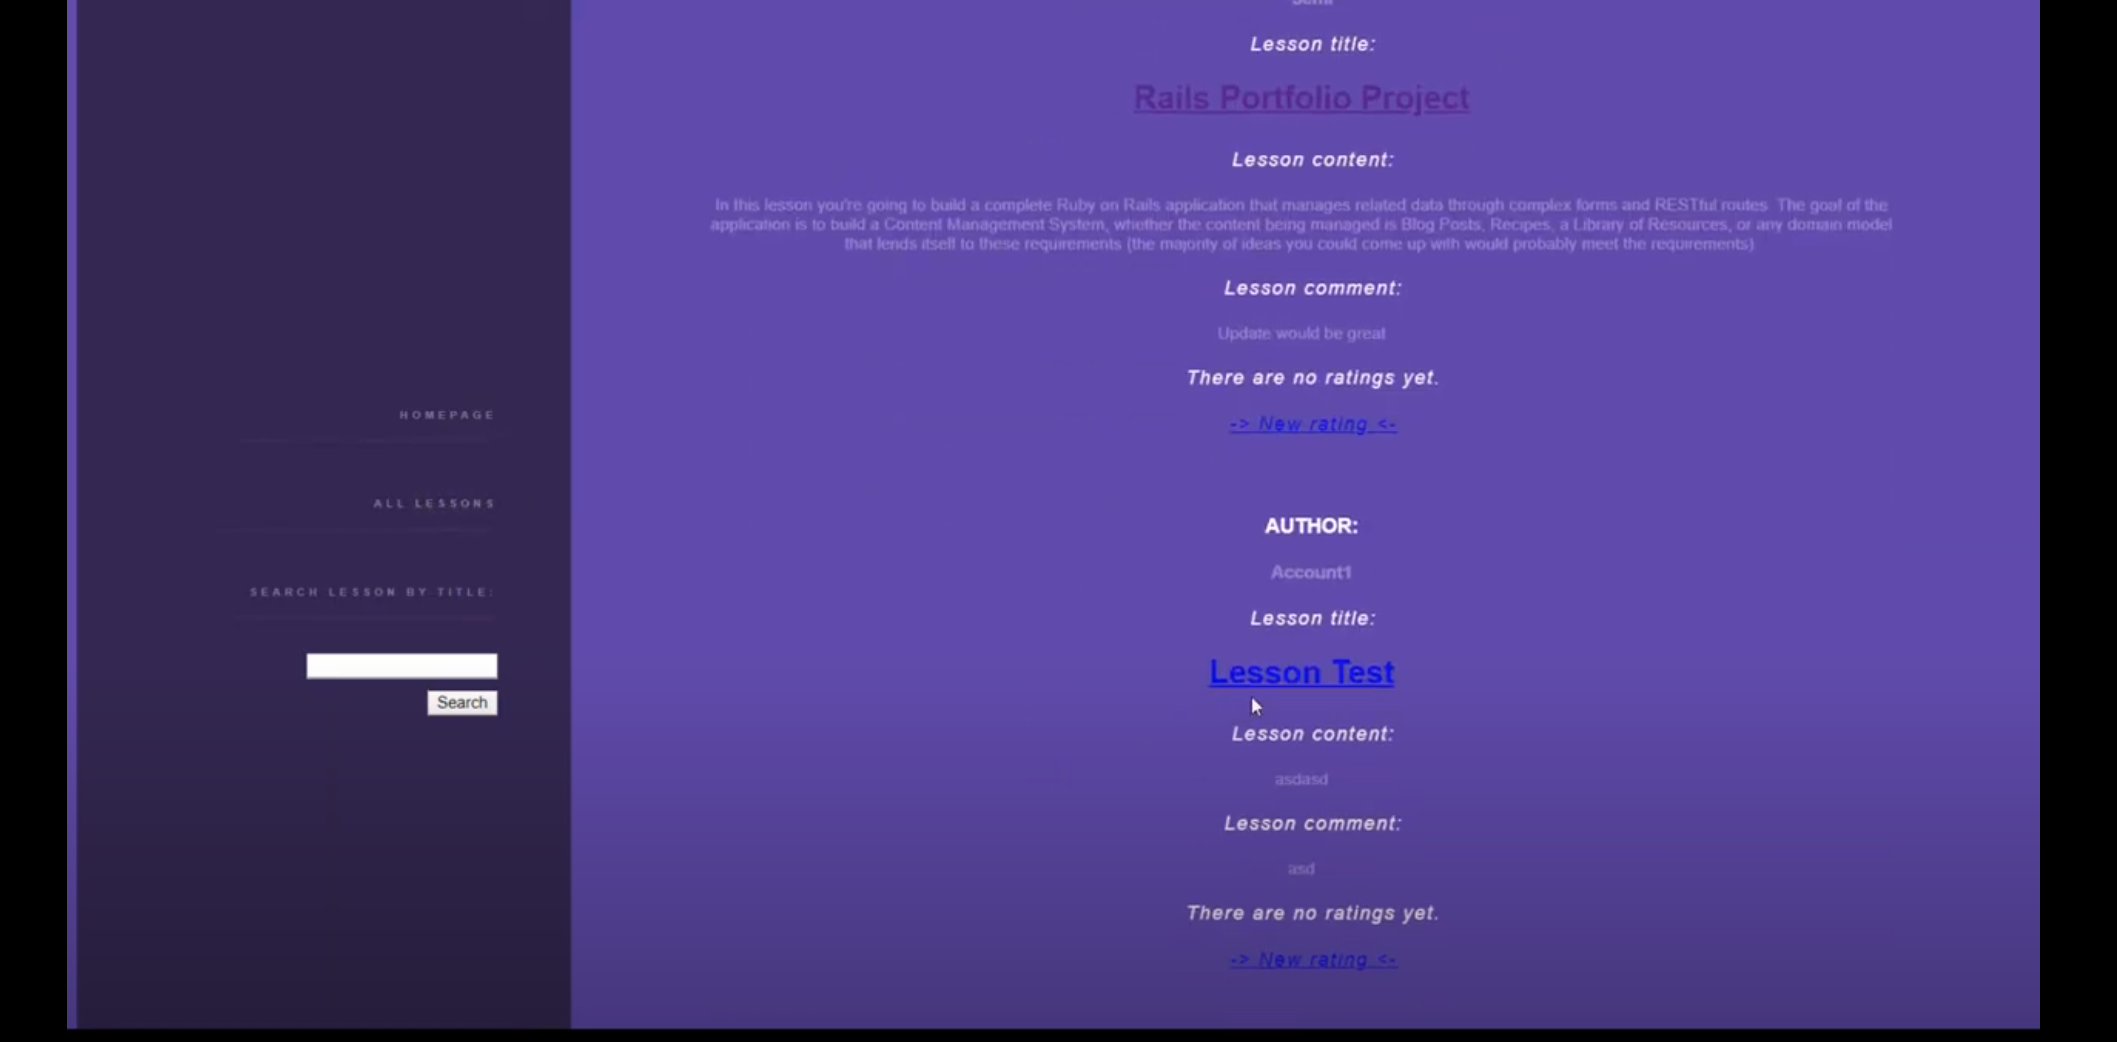 HOMEPAGE
ALL LESSONS
SEARCH LESSON BY TITLE:
Search
Lesson title:
Rails Portfolio Project
Lesson content:
In this lesson you're going to build a complete Ruby on Rails application that manages related data through complex forms and RESTful routes. The goal of the
application is to build a Content Management System, whether the content being managed is Blog Posts, Recipes, a Library of Resources, or any domain model
that lends itself to these requirements (the majority of ideas you could come up with would probably meet the requirements)
Lesson comment:
Update would be great
There are no ratings yet.
-> New rating <-
AUTHOR:
Account1
Lesson title:
Lesson Test
Lesson content:
asdasd
Lesson comment:
asd
There are no ratings yet.
-> New rating <-